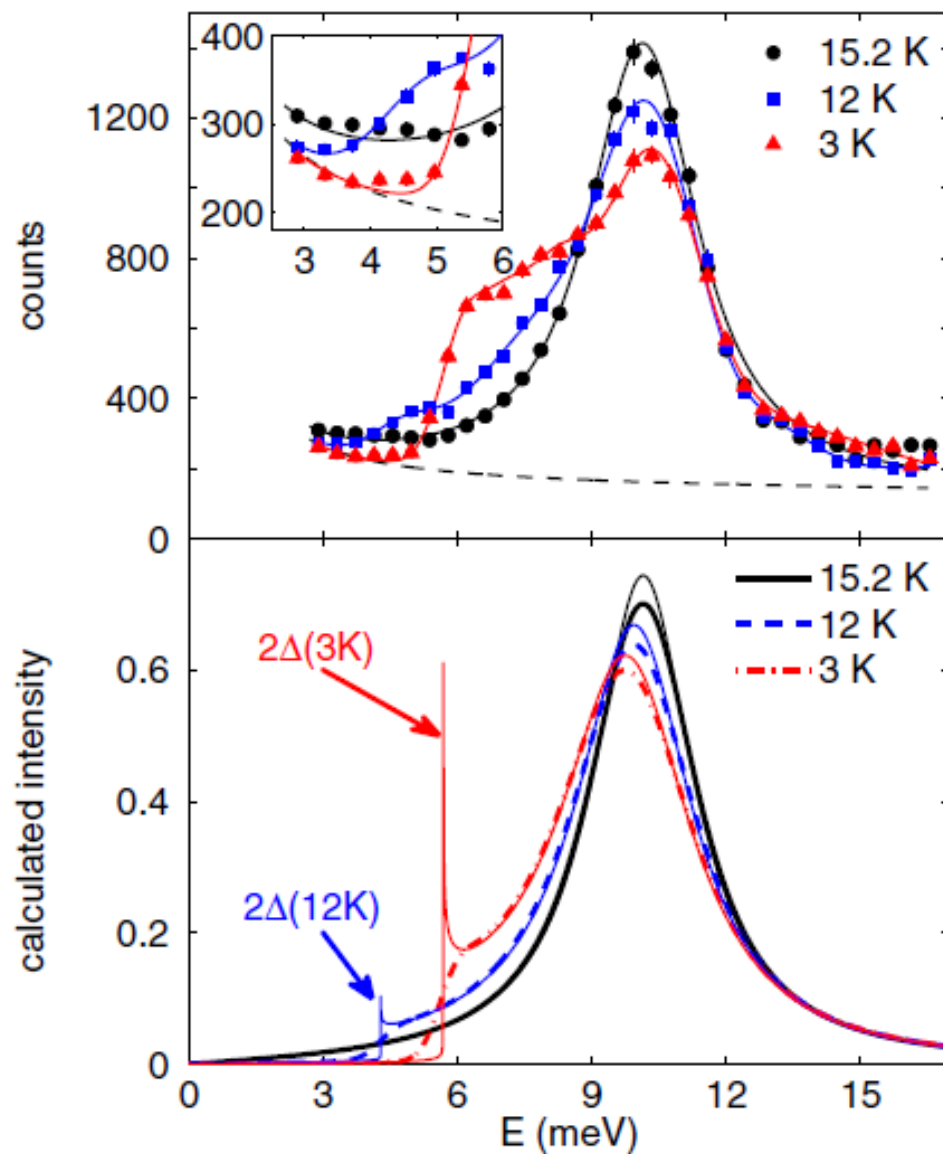 400
300
200
3 4 5 6
15.2 K
12 K
3 K
1200
800
400
0
counts
15.2 K
12 K
3 K
2Δ(3K)
2Δ(12K)
0.6
0.4
0.2
0
calculated intensity
0 3 6 9 12 15
E (meV)